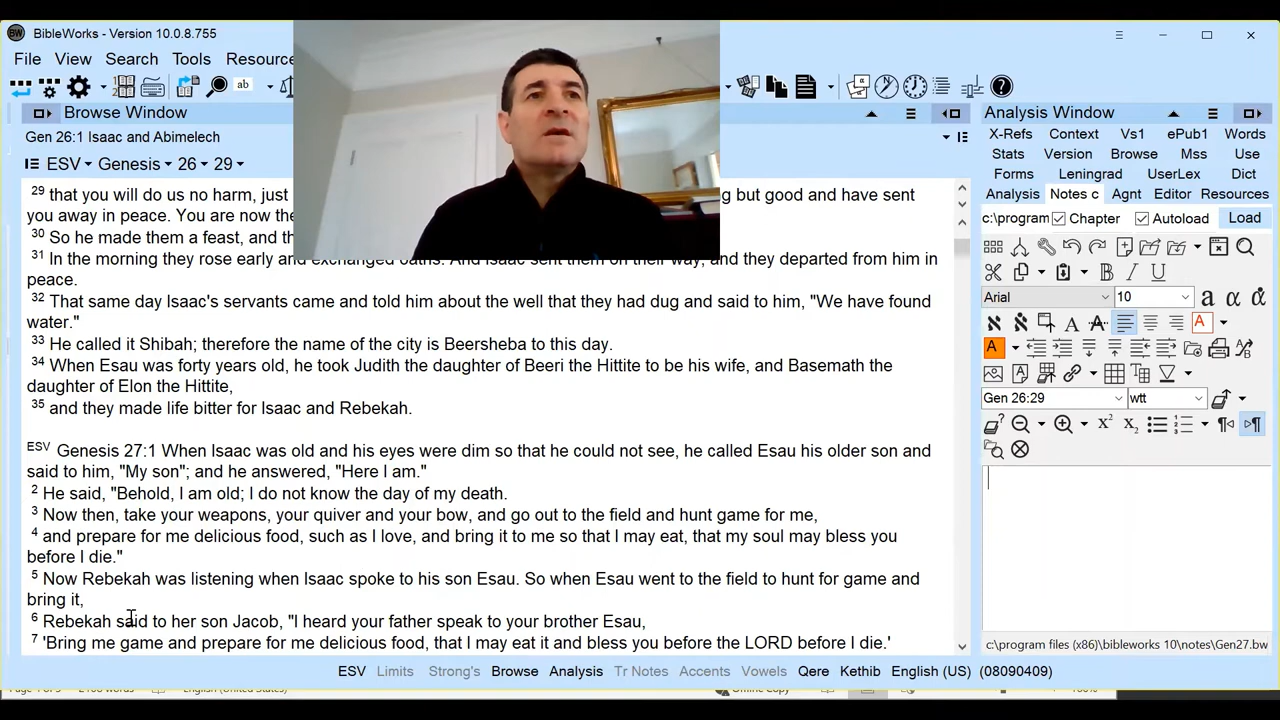 BibleWorks - Version 10.0.8.755
File View Search Tools Resource
Browse Window
Gen 26:1 Isaac and Abimelech
ESV Genesis 26 29
29 that you will do us no harm, just
g but good and have sent
you away in peace. You are now the
30 So he made them a feast, and th
31 In the morning they rose early and exchanged oaths. And Isaac sent them on their way, and they departed from him in
peace.
32 That same day Isaac's servants came and told him about the well that they had dug and said to him, "We have found
water."
33 He called it Shibah; therefore the name of the city is Beersheba to this day.
34 When Esau was forty years old, he took Judith the daughter of Beeri the Hittite to be his wife, and Basemath the
daughter of Elon the Hittite,
35 and they made life bitter for Isaac and Rebekah.
ESV Genesis 27:1 When Isaac was old and his eyes were dim so that he could not see, he called Esau his older son and
said to him, "My son"; and he answered, "Here I am."
2 He said, "Behold, I am old; I do not know the day of my death.
3 Now then, take your weapons, your quiver and your bow, and go out to the field and hunt game for me,
4 and prepare for me delicious food, such as I love, and bring it to me so that I may eat, that my soul may bless you
before I die."
5 Now Rebekah was listening when Isaac spoke to his son Esau. So when Esau went to the field to hunt for game and
bring it,
6 Rebekah said to her son Jacob, "I heard your father speak to your brother Esau,
7 'Bring me game and prepare for me delicious food, that I may eat it and bless you before the LORD before I die.'
Analysis Window
X-Refs Context Vs1 ePub1 Words
Stats Version Browse Mss Use
Forms Leningrad UserLex Dict
Analysis Notes c Agnt Editor Resources
c:\program Chapter Autoload Load
Arial 10
Gen 26:29 wtt
c:\program files (x86)\bibleworks 10\notes\Gen27.bw
ESV Limits Strong's Browse Analysis Tr Notes Accents Vowels Qere Kethib English (US) (08090409)